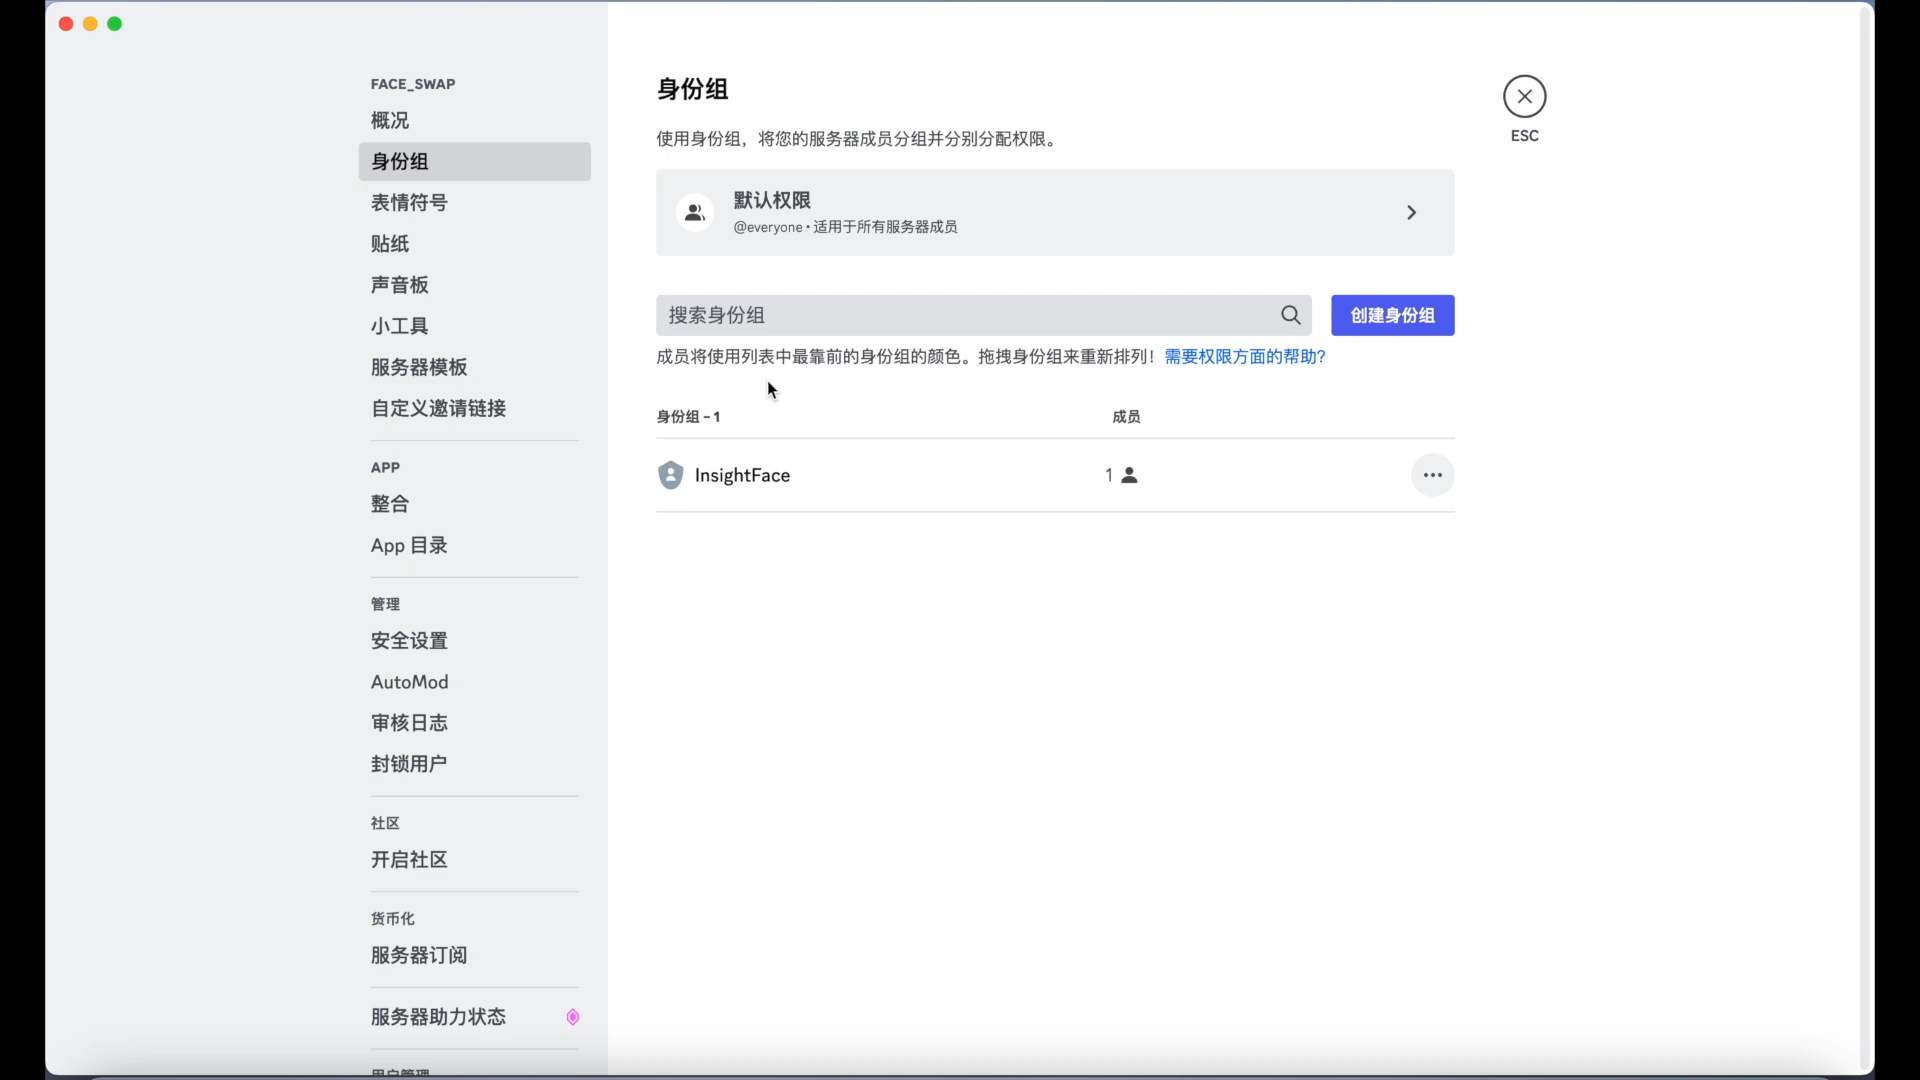 FACE_SWAP
概况
身份组
表情符号
贴纸
声音板
小工具
服务器模板
自定义邀请链接
APP
整合
App 目录
管理
安全设置
AutoMod
审核日志
封锁用户
社区
开启社区
货币化
服务器订阅
服务器助力状态
用户管理
身份组
使用身份组，将您的服务器成员分组并分别分配权限。
默认权限
@everyone • 适用于所有服务器成员
搜索身份组
创建身份组
成员将使用列表中最靠前的身份组的颜色。拖拽身份组来重新排列！需要权限方面的帮助?
身份组 – 1 成员
InsightFace 1
ESC